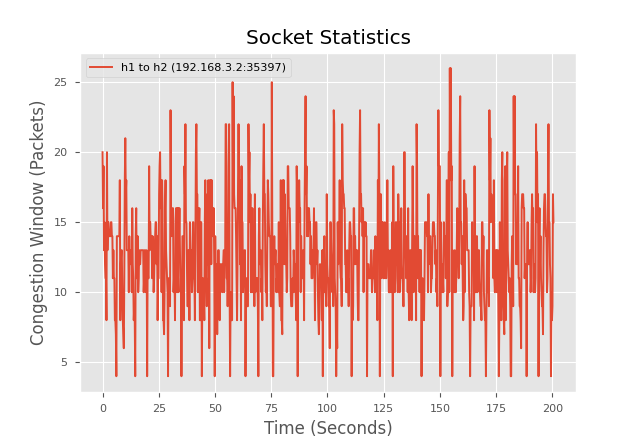 Socket Statistics
h1 to h2 (192.168.3.2:35397)
Congestion Window (Packets)
25
20
15
10
5
0 25 50 75 100 125 150 175 200
Time (Seconds)